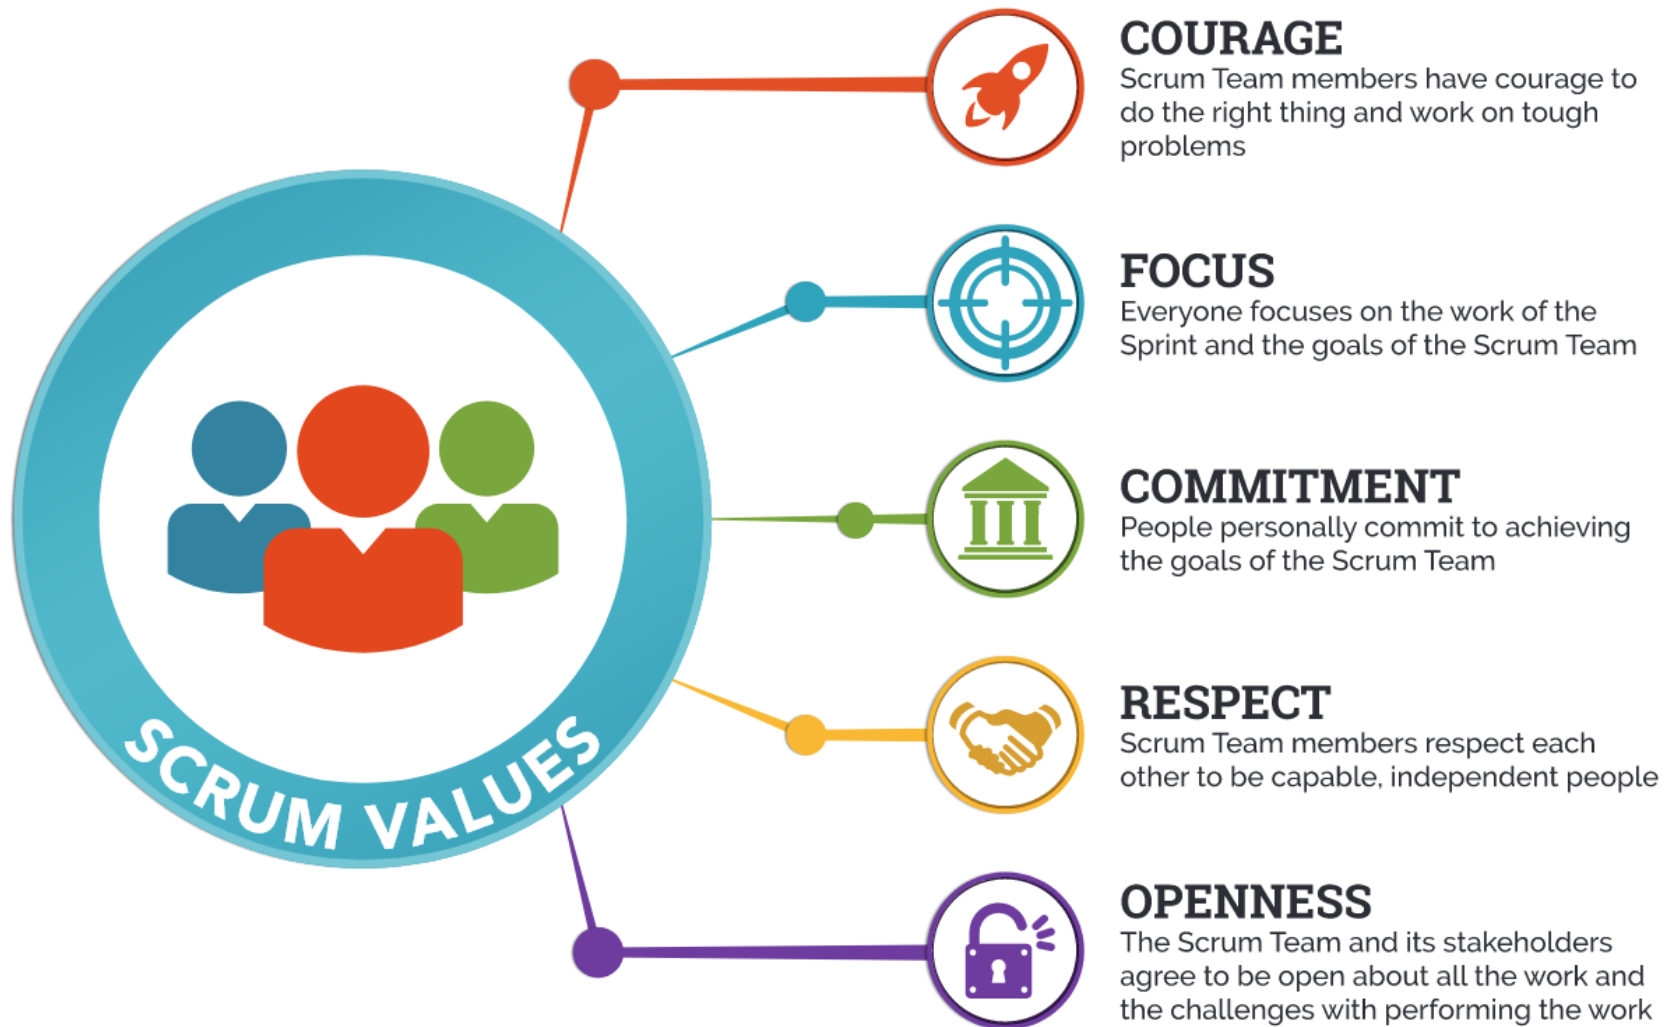 SCRUM VALUES
COURAGE
Scrum Team members have courage to
do the right thing and work on tough
problems
FOCUS
Everyone focuses on the work of the
Sprint and the goals of the Scrum Team
COMMITMENT
People personally commit to achieving
the goals of the Scrum Team
RESPECT
Scrum Team members respect each
other to be capable, independent people
OPENNESS
The Scrum Team and its stakeholders
agree to be open about all the work and
the challenges with performing the work